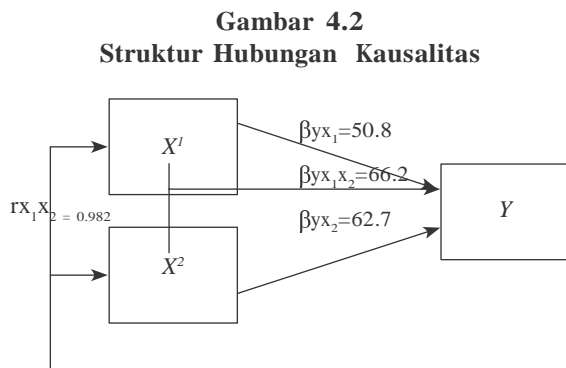 Gambar 4.2
Struktur Hubungan Kausalitas
X¹
βyx₁=50.8
βyx₁x₂=66.2
rx₁x₂ = 0.982
Y
βyx₂=62.7
X²